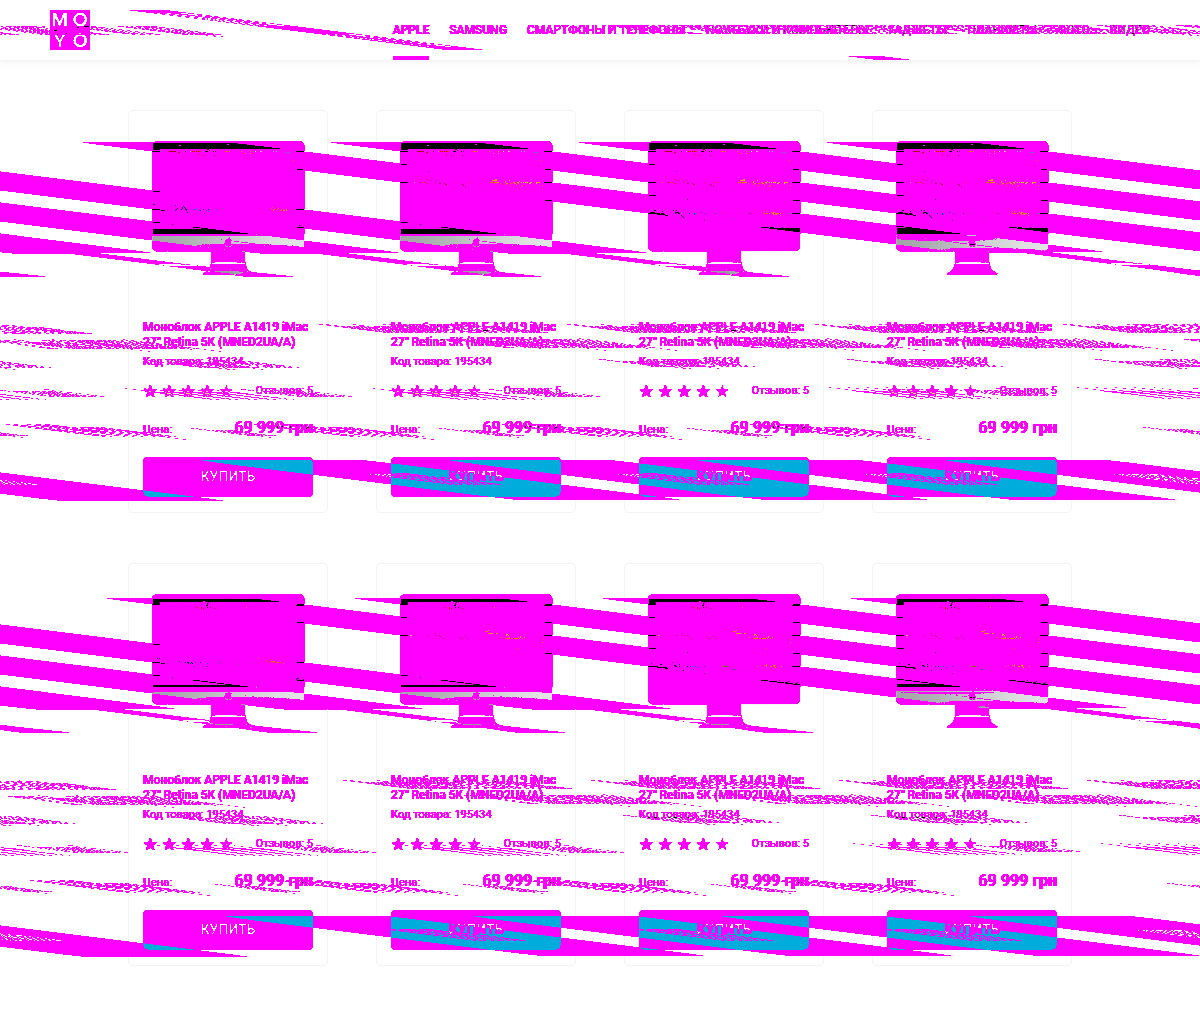 MO
YO
APPLE SAMSUNG СМАРТФОНЫ И ТЕЛЕФОНЫ
Моноблок APPLE A1419 iMac
27" Retina 5K (MNED2UA/A)
Код товара: 195434
Отзывов: 5
Цена: 69 999 грн
КУПИТЬ
Моноблок APPLE A1419 iMac
27" Retina 5K (MNED2UA/A)
Код товара: 195434
Отзывов: 5
Цена: 69 999 грн
КУПИТЬ
Моноблок APPLE A1419 iMac
27" Retina 5K (MNED2UA/A)
Код товара: 195434
Отзывов: 5
Цена: 69 999 грн
КУПИТЬ
Моноблок APPLE A1419 iMac
27" Retina 5K (MNED2UA/A)
Код товара: 195434
Отзывов: 5
Цена: 69 999 грн
КУПИТЬ
Моноблок APPLE A1419 iMac
27" Retina 5K (MNED2UA/A)
Код товара: 195434
Отзывов: 5
Цена: 69 999 грн
КУПИТЬ
Моноблок APPLE A1419 iMac
27" Retina 5K (MNED2UA/A)
Код товара: 195434
Отзывов: 5
Цена: 69 999 грн
КУПИТЬ
Моноблок APPLE A1419 iMac
27" Retina 5K (MNED2UA/A)
Код товара: 195434
Отзывов: 5
Цена: 69 999 грн
КУПИТЬ
Моноблок APPLE A1419 iMac
27" Retina 5K (MNED2UA/A)
Код товара: 195434
Отзывов: 5
Цена: 69 999 грн
КУПИТЬ